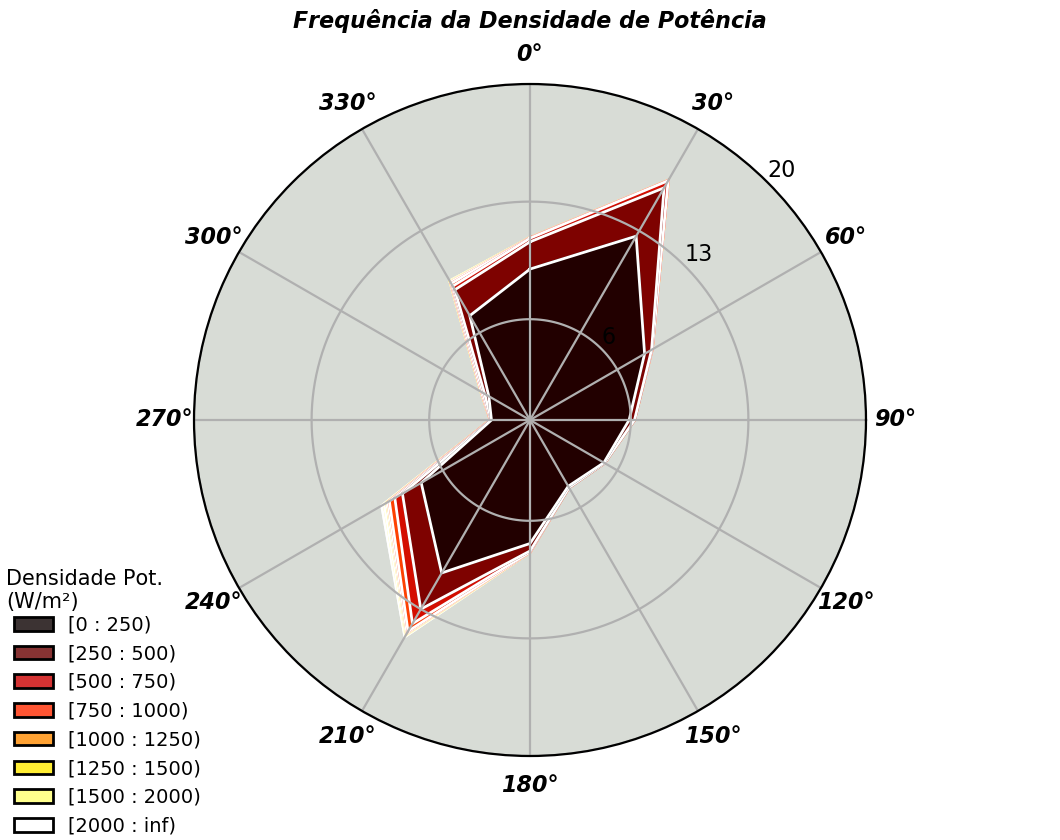 Frequência da Densidade de Potência
0°
330°
30°
20
300°
60°
13
6
270°
90°
240°
120°
210°
150°
180°
Densidade Pot.
(W/m²)
[0 : 250)
[250 : 500)
[500 : 750)
[750 : 1000)
[1000 : 1250)
[1250 : 1500)
[1500 : 2000)
[2000 : inf)